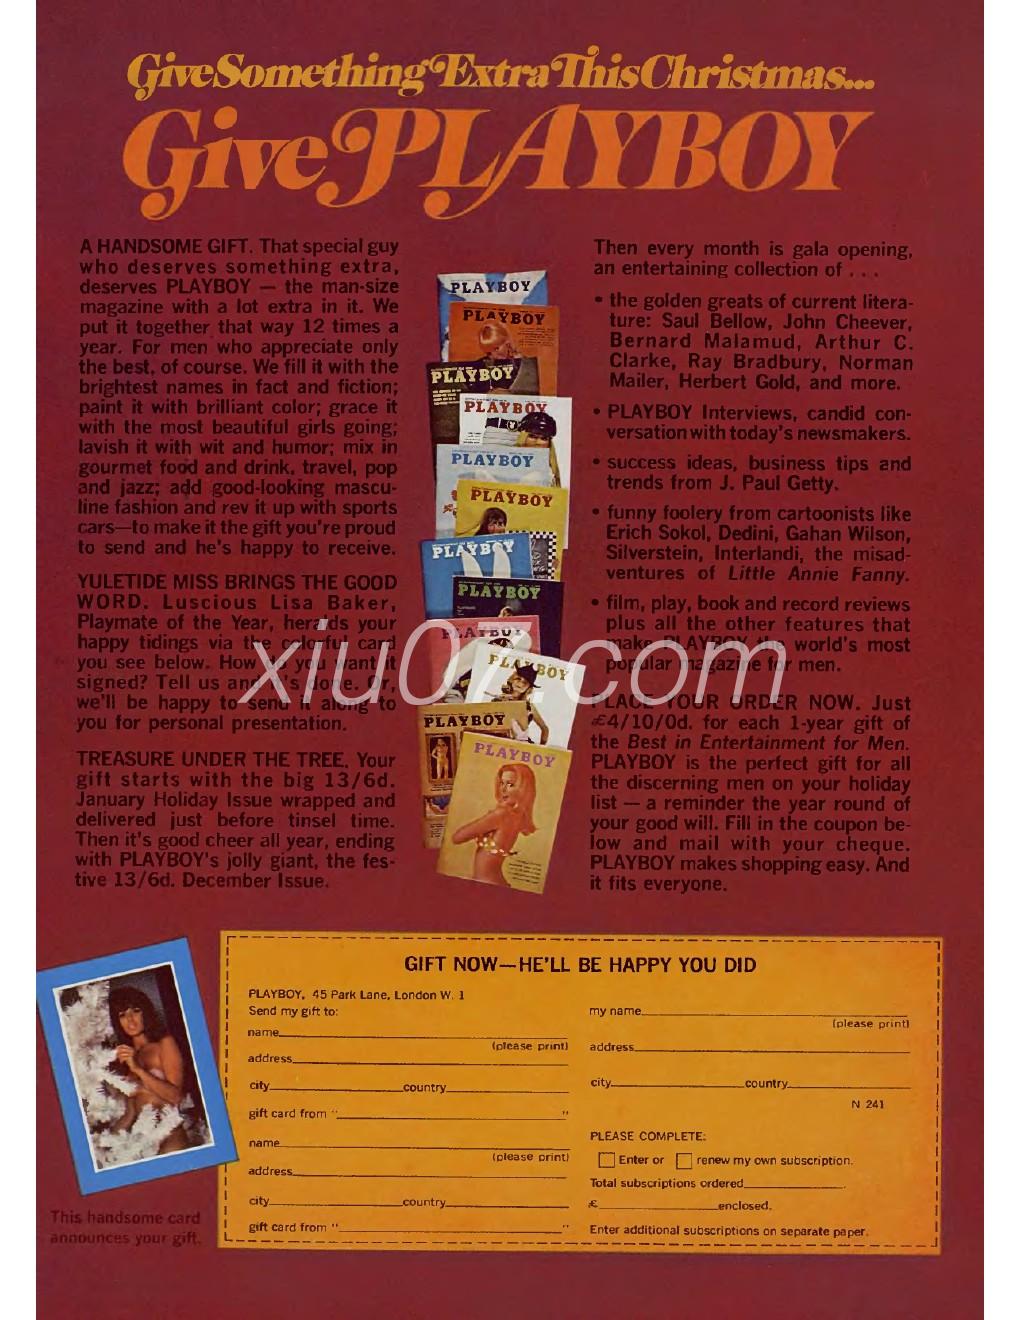 Give Something Extra This Christmas...
Give PLAYBOY
A HANDSOME GIFT. That special guy
who deserves something extra,
deserves PLAYBOY — the man-size
magazine with a lot extra in it. We
put it together that way 12 times a
year. For men who appreciate only
the best, of course. We fill it with the
brightest names in fact and fiction;
paint it with brilliant color; grace it
with the most beautiful girls going;
lavish it with wit and humor; mix in
gourmet food and drink, travel, pop
and jazz; add good-looking mascu-
line fashion and rev it up with sports
cars—to make it the gift you're proud
to send and he's happy to receive.
YULETIDE MISS BRINGS THE GOOD
WORD. Luscious Lisa Baker,
Playmate of the Year, heralds your
happy tidings via the colorful card
you see below. How do you want it
signed? Tell us and it's done. Or,
we'll be happy to send it along to
you for personal presentation.
TREASURE UNDER THE TREE. Your
gift starts with the big 13/6d.
January Holiday Issue wrapped and
delivered just before tinsel time.
Then it's good cheer all year, ending
with PLAYBOY's jolly giant, the fes-
tive 13/6d. December Issue.
PLAYBOY
PLAYBOY
PLAYBOY
PLAYBOY
PLAYBOY
PLAYBOY
PLAYBOY
PLAYBOY
PLAYBOY
PLAYBOY
PLAYBOY
PLAYBOY
Then every month is gala opening,
an entertaining collection of . . .
• the golden greats of current litera-
ture: Saul Bellow, John Cheever,
Bernard Malamud, Arthur C.
Clarke, Ray Bradbury, Norman
Mailer, Herbert Gold, and more.
• PLAYBOY Interviews, candid con-
versation with today's newsmakers.
• success ideas, business tips and
trends from J. Paul Getty.
• funny foolery from cartoonists like
Erich Sokol, Dedini, Gahan Wilson,
Silverstein, Interlandi, the misad-
ventures of Little Annie Fanny.
• film, play, book and record reviews
plus all the other features that
make PLAYBOY the world's most
popular magazine for men.
PLACE YOUR ORDER NOW. Just
£4/10/0d. for each 1-year gift of
the Best in Entertainment for Men.
PLAYBOY is the perfect gift for all
the discerning men on your holiday
list — a reminder the year round of
your good will. Fill in the coupon be-
low and mail with your cheque.
PLAYBOY makes shopping easy. And
it fits everyone.
xiu07.com
GIFT NOW—HE'LL BE HAPPY YOU DID
PLAYBOY, 45 Park Lane, London W. 1
Send my gift to:
name
(please print)
address
city country
gift card from " "
name
(please print)
address
city country
gift card from " "
my name
(please print)
address
city country
N 241
PLEASE COMPLETE:
Enter or renew my own subscription.
Total subscriptions ordered
£ enclosed.
Enter additional subscriptions on separate paper.
This handsome card
announces your gift.